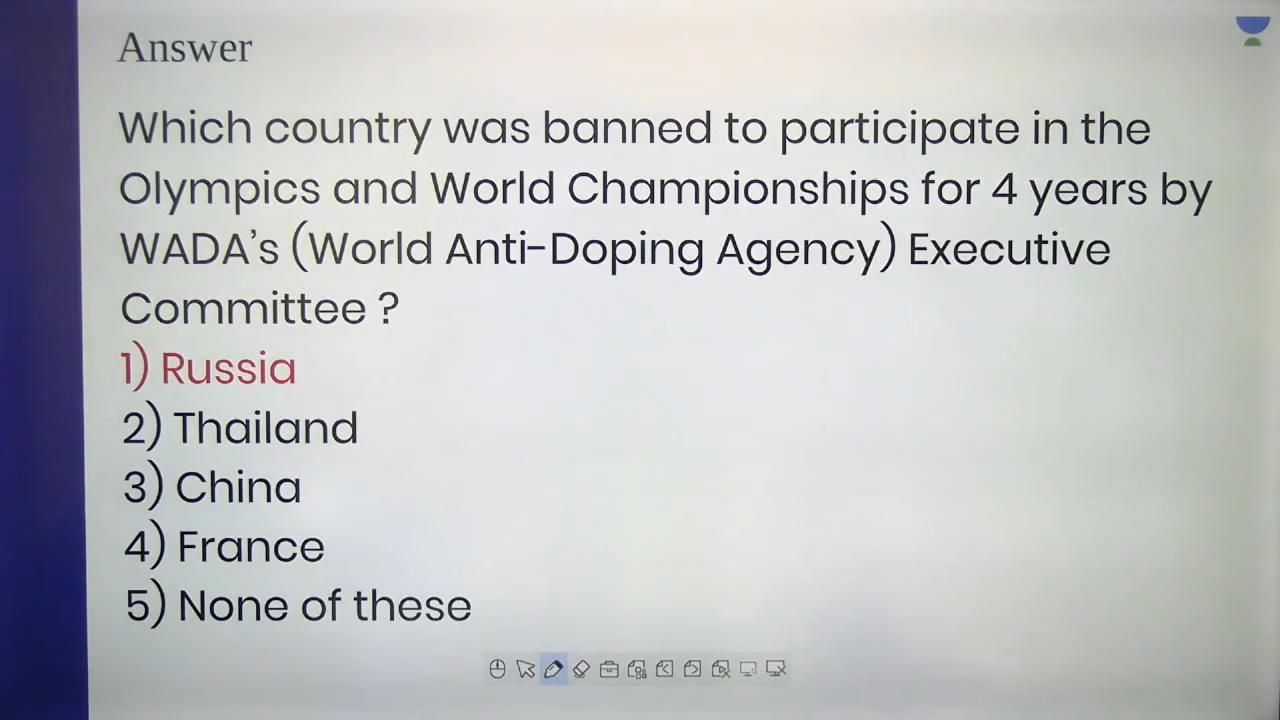 Answer
Which country was banned to participate in the
Olympics and World Championships for 4 years by
WADA's (World Anti-Doping Agency) Executive
Committee ?
1) Russia
2) Thailand
3) China
4) France
5) None of these